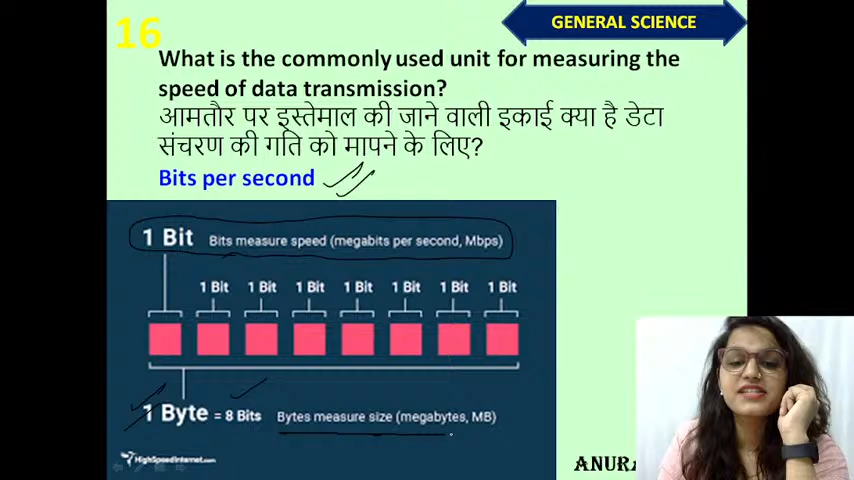 GENERAL SCIENCE
16
What is the commonly used unit for measuring the
speed of data transmission?
आमतौर पर इस्तेमाल की जाने वाली इकाई क्या है डेटा
संचरण की गति को मापने के लिए?
Bits per second
1 Bit Bits measure speed (megabits per second, Mbps)
1 Bit 1 Bit 1 Bit 1 Bit 1 Bit 1 Bit 1 Bit
1 Byte = 8 Bits Bytes measure size (megabytes, MB)
HighSpeedInternet.com